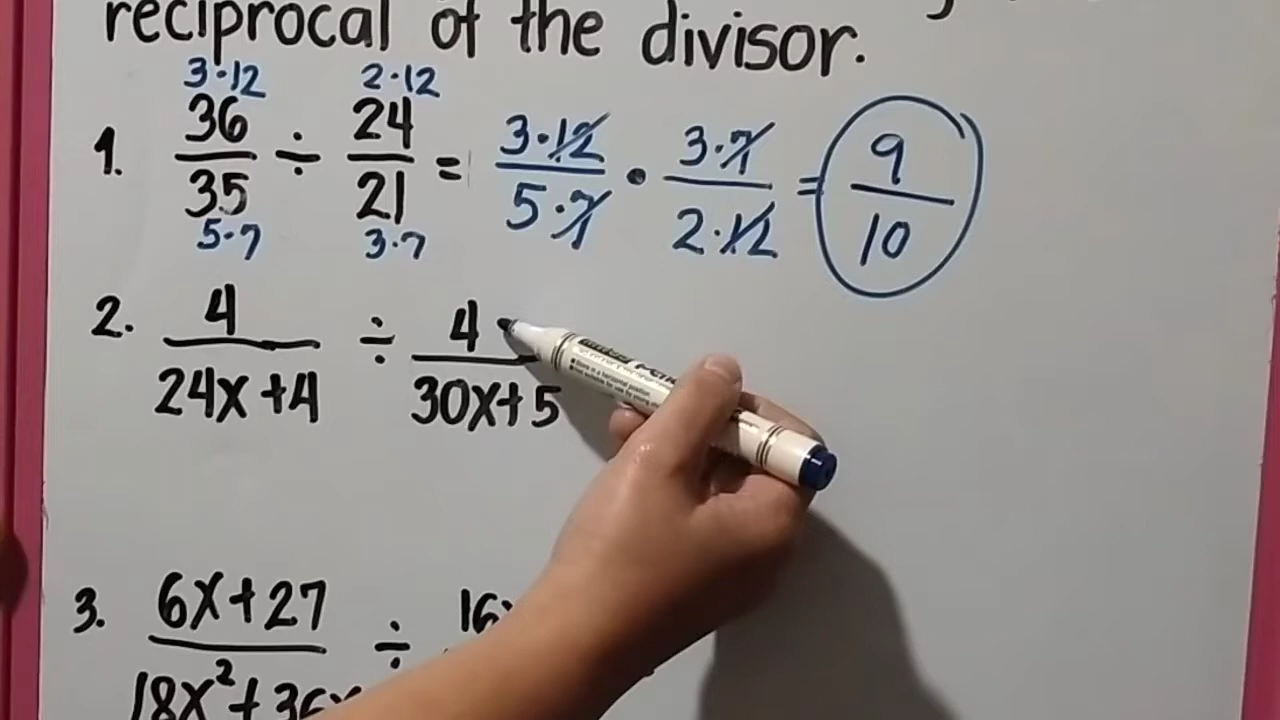 reciprocal of the divisor.
3·12 2·12
1. 36/35 ÷ 24/21 = 3·12/5·7 • 3·7/2·12 = 9/10
5·7 3·7
2. 4/24x+4 ÷ 4/30x+5
3. 6x+27/18x²+36x ÷ 16